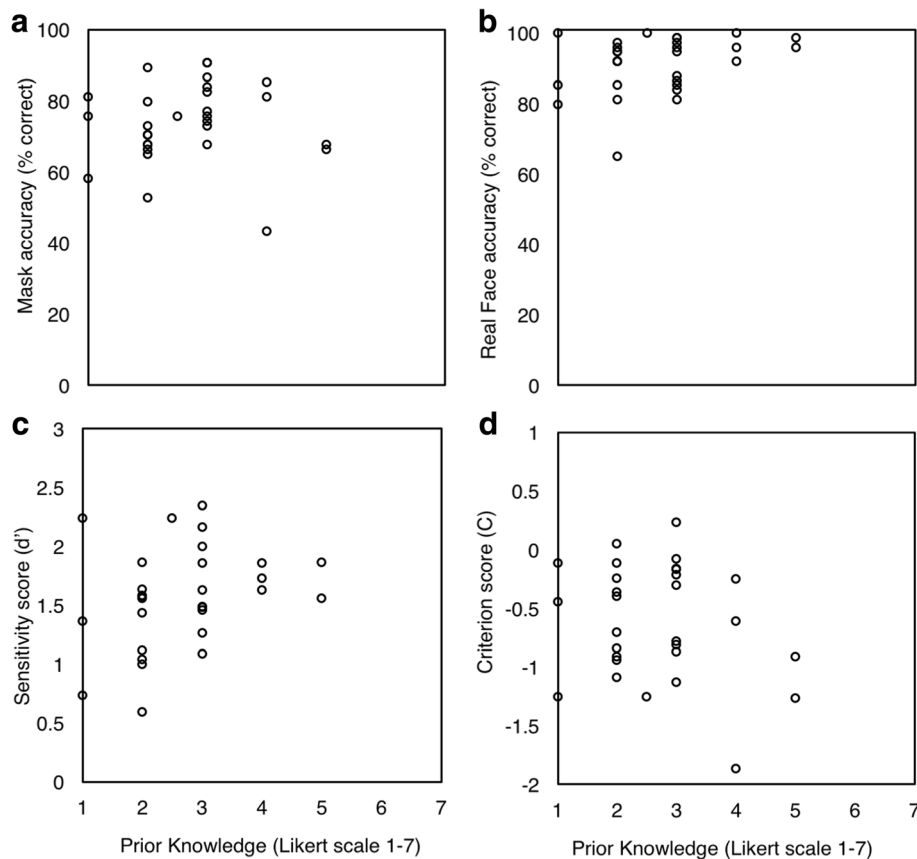 a
100
80
60
40
20
0
Mask accuracy (% correct)
b
100
80
60
40
20
0
Real Face accuracy (% correct)
c
3
2.5
2
1.5
1
0.5
0
Sensitivity score (d')
1 2 3 4 5 6 7
Prior Knowledge (Likert scale 1-7)
d
1
0.5
0
-0.5
-1
-1.5
-2
Criterion score (C)
1 2 3 4 5 6 7
Prior Knowledge (Likert scale 1-7)